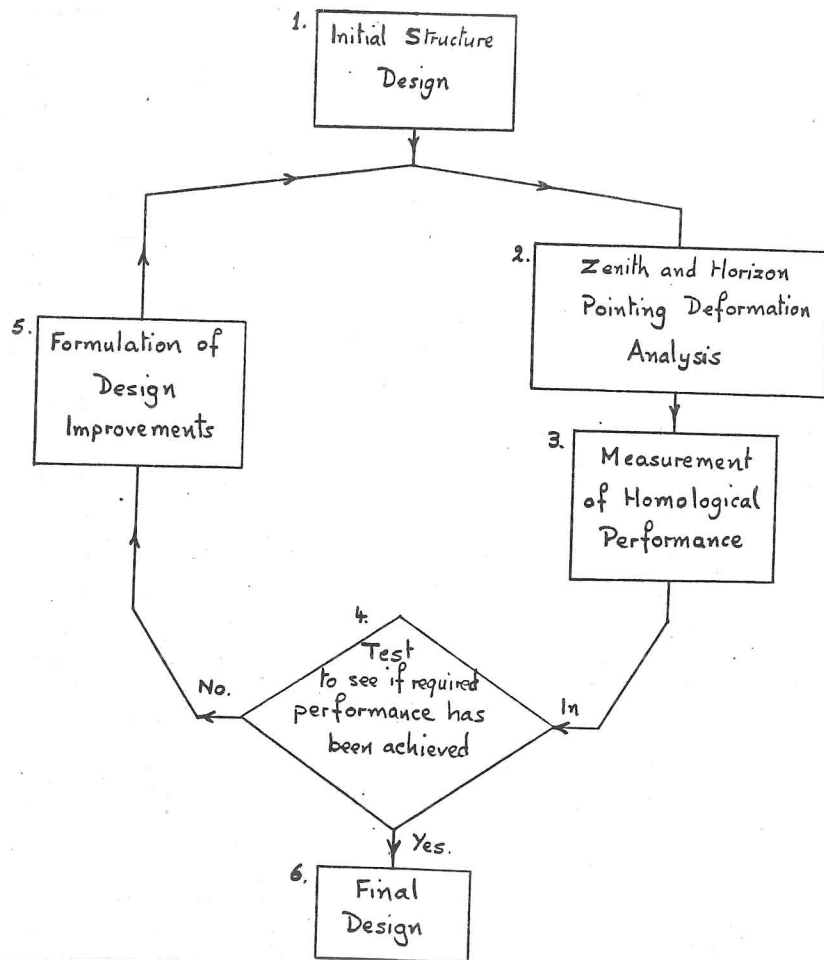 1.
Initial Structure
Design
2.
Zenith and Horizon
Pointing Deformation
Analysis
3.
Measurement
of Homological
Performance
4.
Test
to see if required
performance has
been achieved
In
No.
Yes.
5.
Formulation of
Design
Improvements
6.
Final
Design